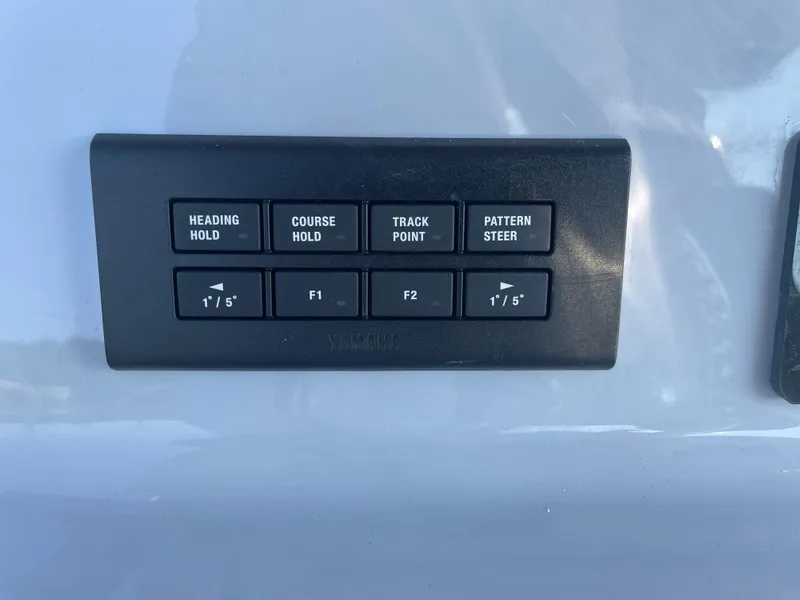 HEADING COURSE TRACK PATTERN
HOLD HOLD POINT STEER
◄ F1 F2 ►
1°/5° 1°/5°
YAMAHA